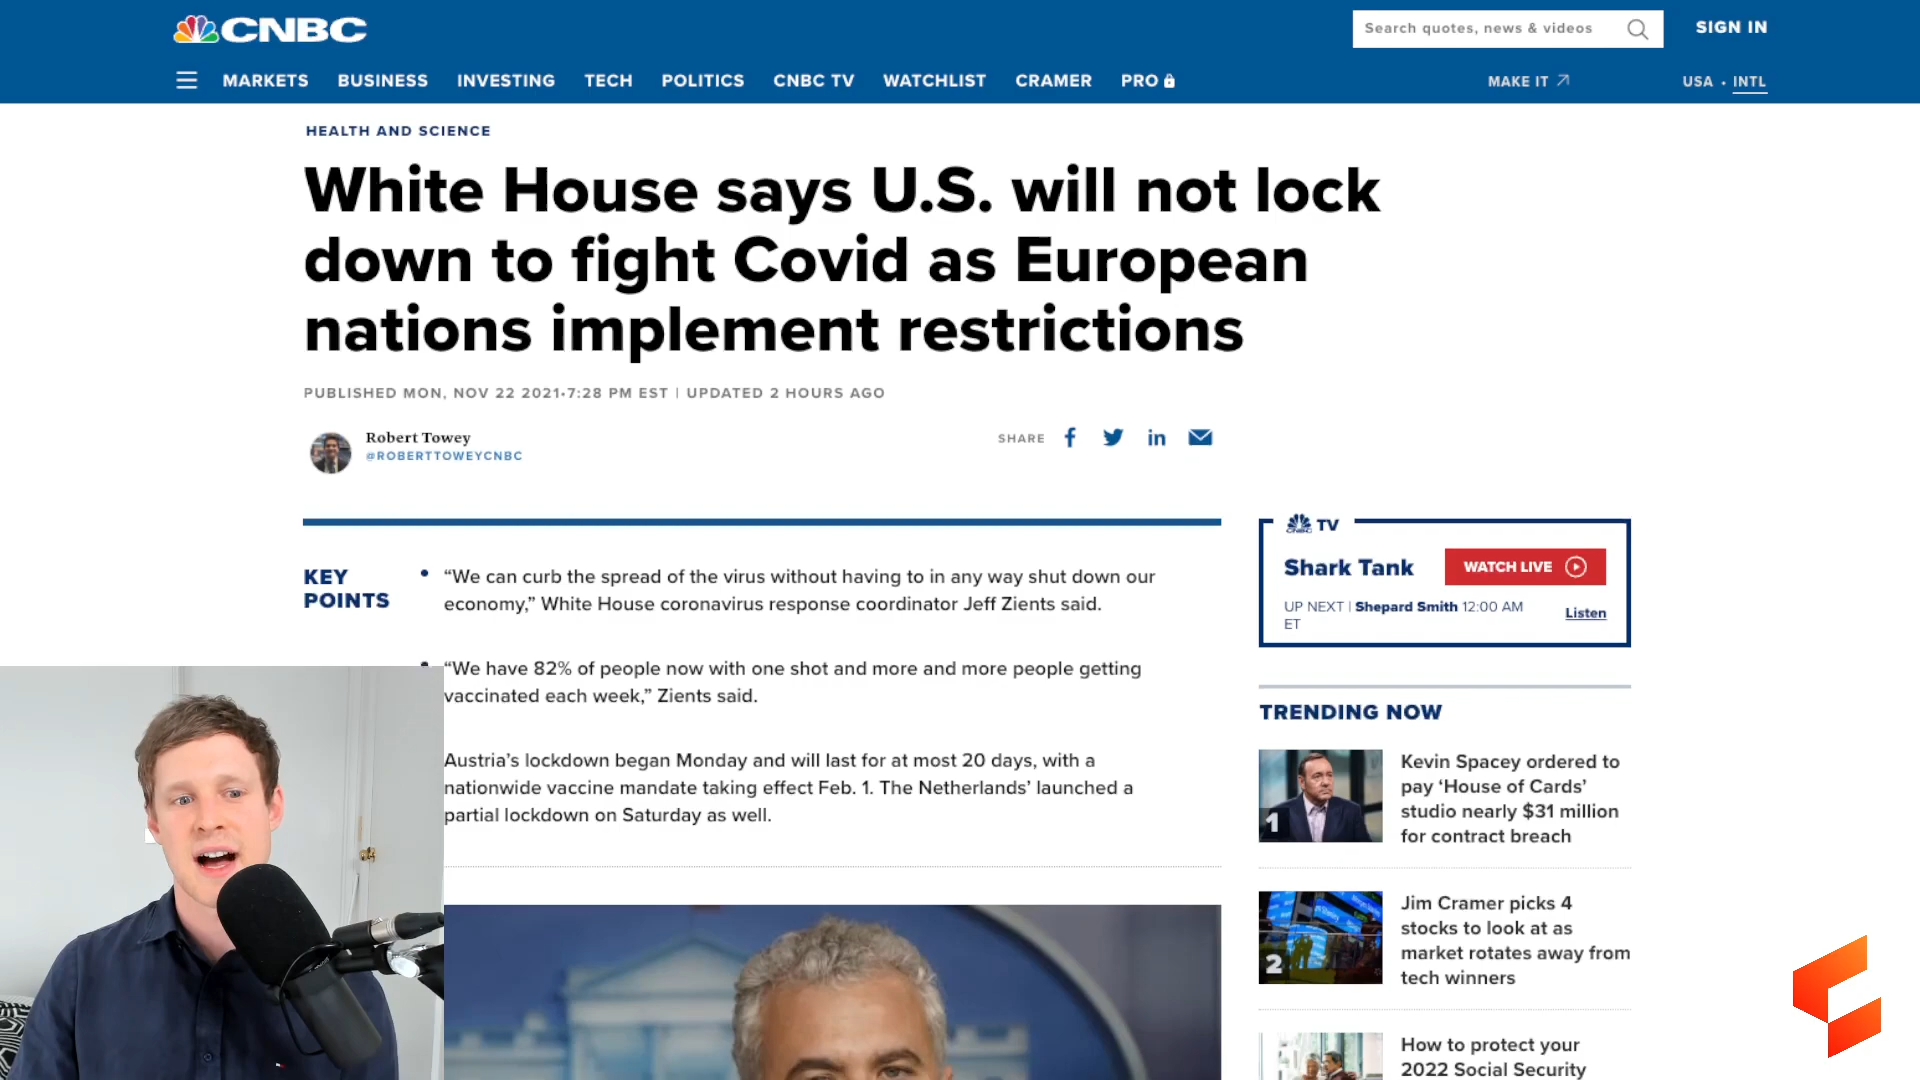 CNBC
Search quotes, news & videos
SIGN IN
MARKETS BUSINESS INVESTING TECH POLITICS CNBC TV WATCHLIST CRAMER PRO
MAKE IT
USA • INTL
HEALTH AND SCIENCE
White House says U.S. will not lock
down to fight Covid as European
nations implement restrictions
PUBLISHED MON, NOV 22 2021•7:28 PM EST | UPDATED 2 HOURS AGO
Robert Towey
@ROBERTTOWEYCNBC
SHARE
KEY
POINTS
• “We can curb the spread of the virus without having to in any way shut down our
economy,” White House coronavirus response coordinator Jeff Zients said.
• “We have 82% of people now with one shot and more and more people getting
vaccinated each week,” Zients said.
Austria’s lockdown began Monday and will last for at most 20 days, with a
nationwide vaccine mandate taking effect Feb. 1. The Netherlands’ launched a
partial lockdown on Saturday as well.
CNBC TV
Shark Tank
WATCH LIVE
UP NEXT | Shepard Smith 12:00 AM
ET
Listen
TRENDING NOW
1
Kevin Spacey ordered to
pay ‘House of Cards’
studio nearly $31 million
for contract breach
2
Jim Cramer picks 4
stocks to look at as
market rotates away from
tech winners
How to protect your
2022 Social Security